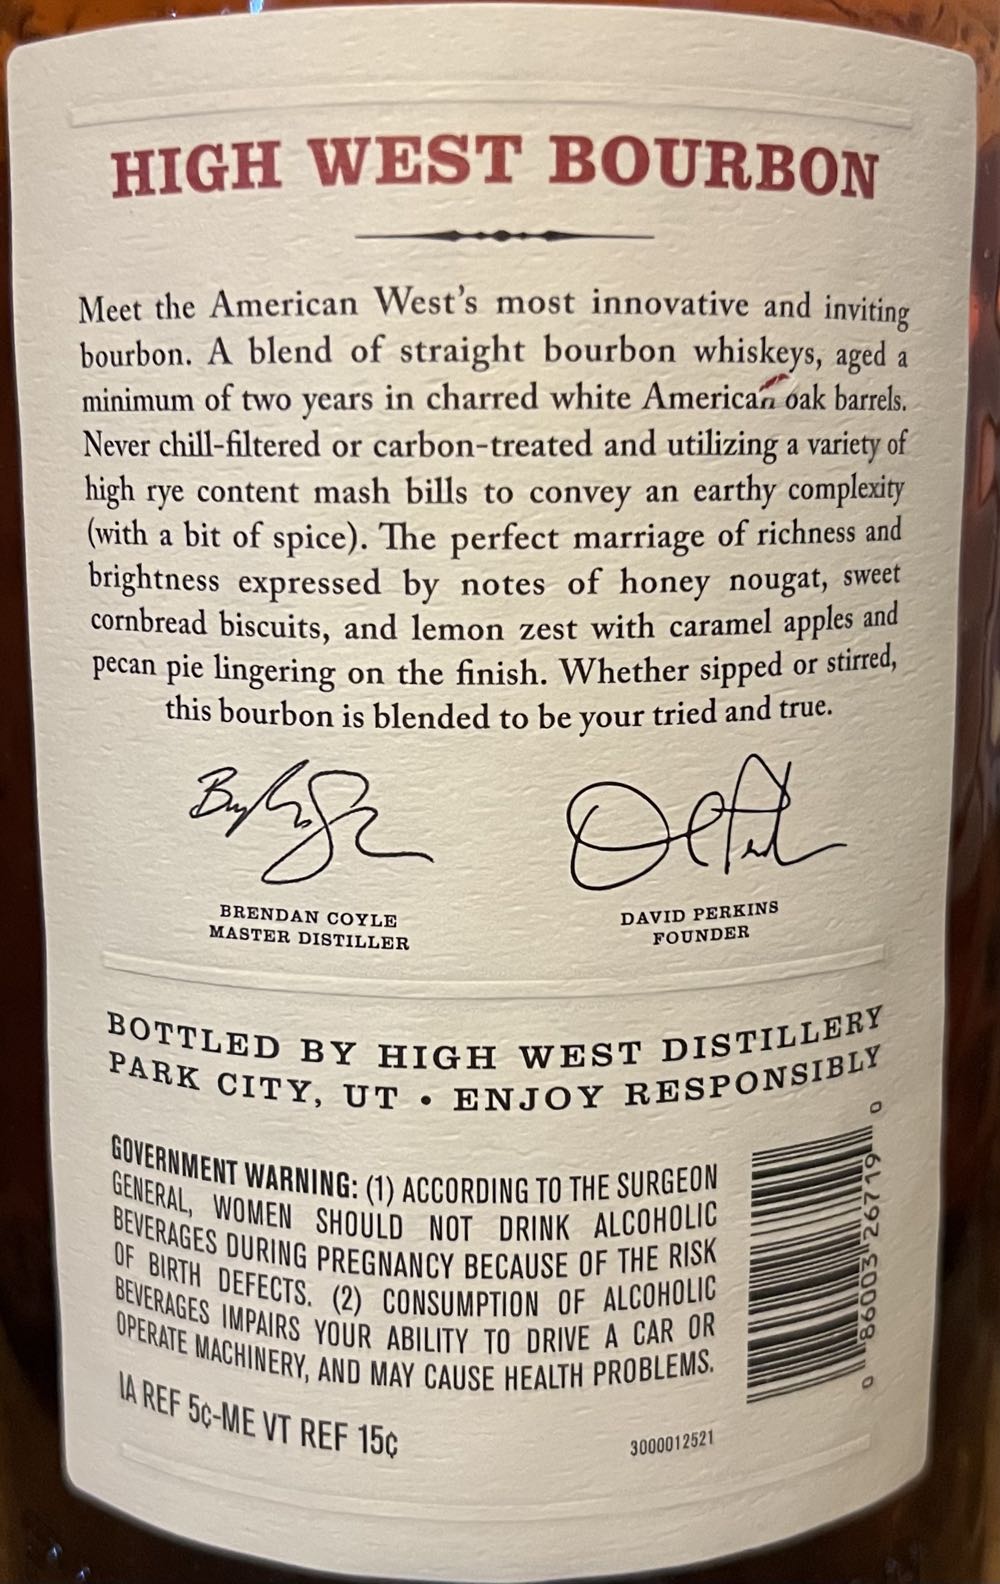 HIGH WEST BOURBON
Meet the American West's most innovative and inviting
bourbon. A blend of straight bourbon whiskeys, aged a
minimum of two years in charred white American oak barrels.
Never chill-filtered or carbon-treated and utilizing a variety of
high rye content mash bills to convey an earthy complexity
(with a bit of spice). The perfect marriage of richness and
brightness expressed by notes of honey nougat, sweet
cornbread biscuits, and lemon zest with caramel apples and
pecan pie lingering on the finish. Whether sipped or stirred,
this bourbon is blended to be your tried and true.
BRENDAN COYLE
MASTER DISTILLER
DAVID PERKINS
FOUNDER
BOTTLED BY HIGH WEST DISTILLERY
PARK CITY, UT • ENJOY RESPONSIBLY
GOVERNMENT WARNING: (1) ACCORDING TO THE SURGEON
GENERAL, WOMEN SHOULD NOT DRINK ALCOHOLIC
BEVERAGES DURING PREGNANCY BECAUSE OF THE RISK
OF BIRTH DEFECTS. (2) CONSUMPTION OF ALCOHOLIC
BEVERAGES IMPAIRS YOUR ABILITY TO DRIVE A CAR OR
OPERATE MACHINERY, AND MAY CAUSE HEALTH PROBLEMS.
IA REF 5¢-ME VT REF 15¢
3000012521
0 86003 26719 0